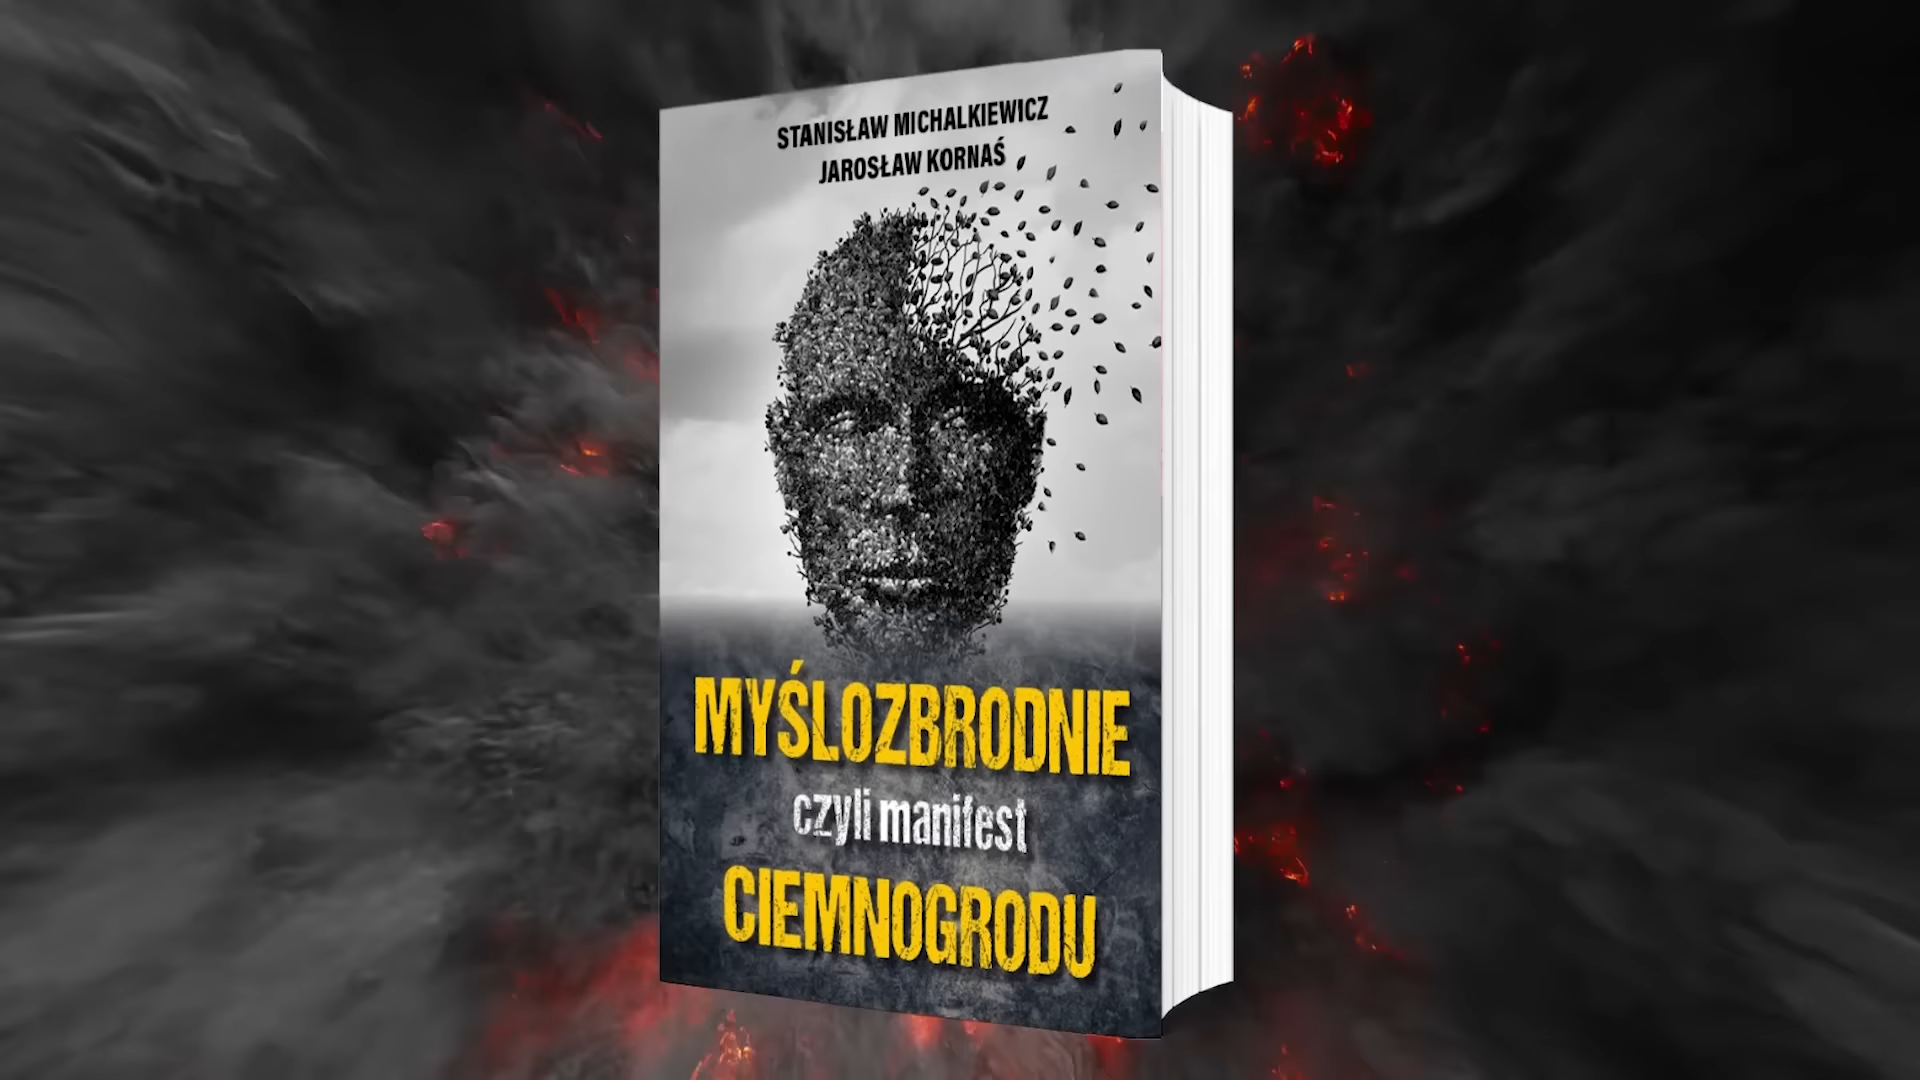 STANISŁAW MICHALKIEWICZ
JAROSŁAW KORNAŚ
MYŚLOZBRODNIE
czyli manifest
CIEMNOGRODU